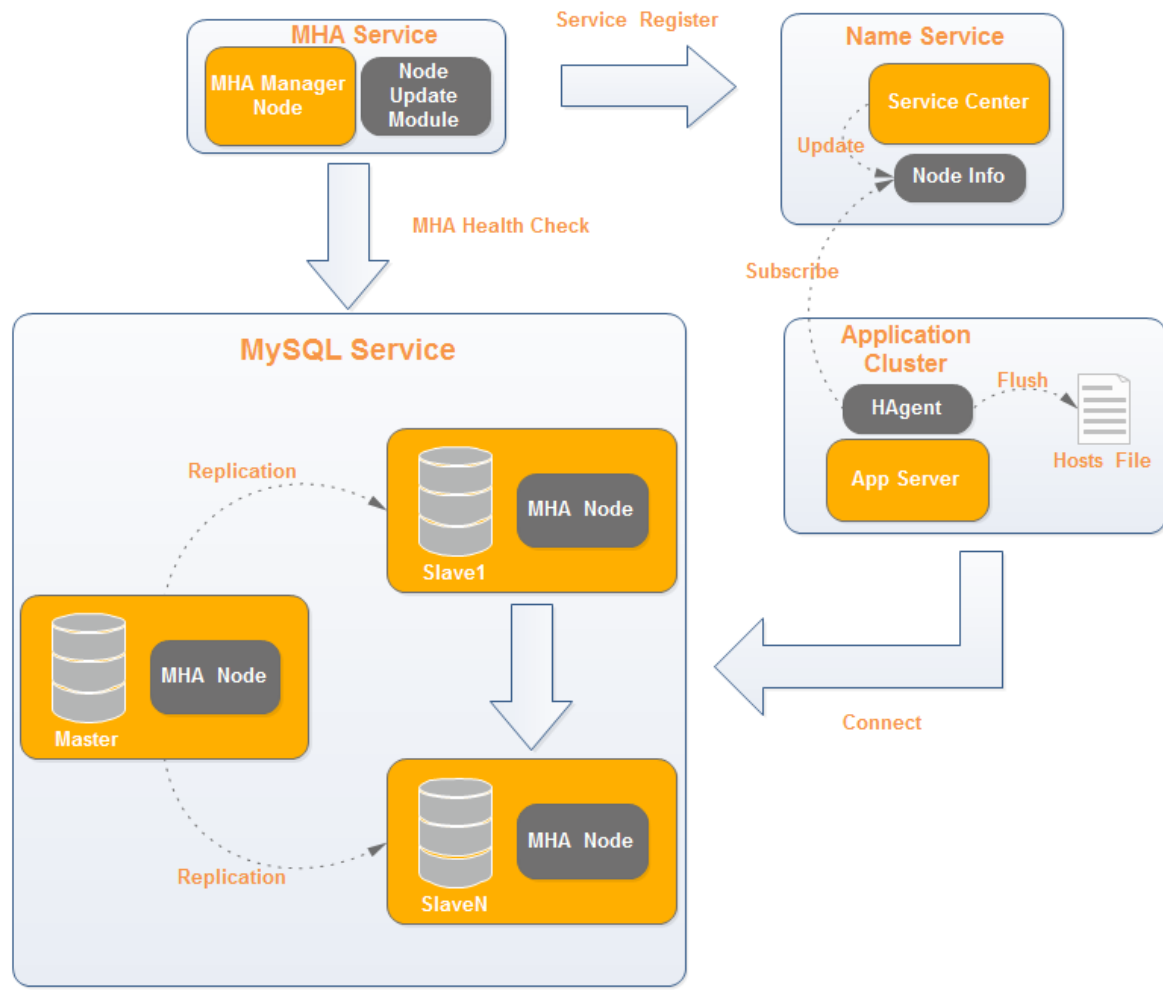 MHA Service
MHA Manager
Node
Node
Update
Module
Service Register
Name Service
Service Center
Update
Node Info
MHA Health Check
Subscribe
MySQL Service
Application
Cluster
HAgent
Flush
App Server
Hosts File
Replication
MHA Node
Slave1
MHA Node
Master
Connect
MHA Node
Replication
SlaveN